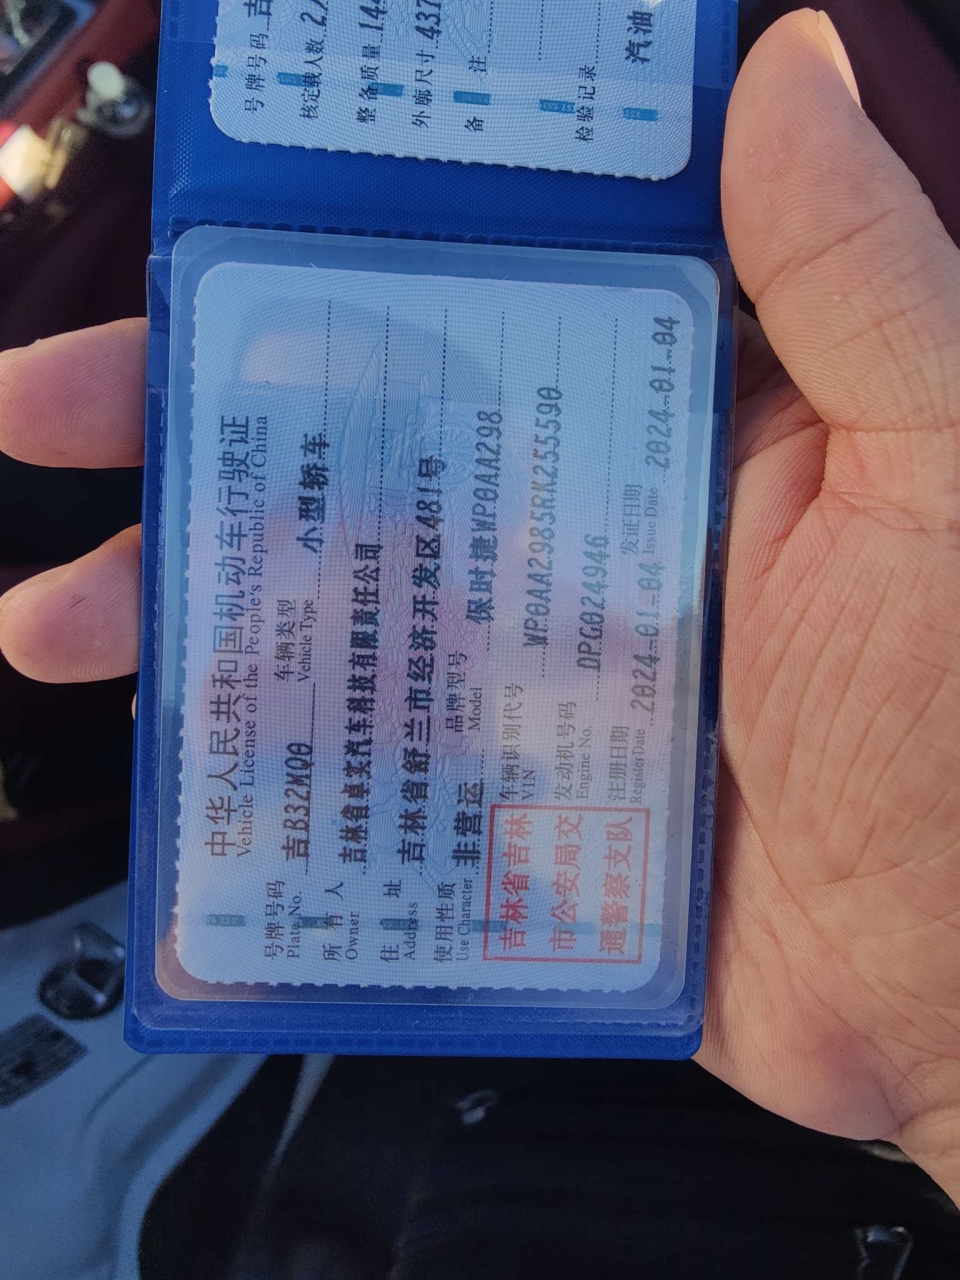 中华人民共和国机动车行驶证
Vehicle License of the People's Republic of China
号牌号码 吉B32MQ0 车辆类型 小型轿车
Plate No. Vehicle Type
所有人 吉林省卓实汽车科技有限责任公司
Owner
住址 吉林省舒兰市经济开发区481号
Address
使用性质 非营运 品牌型号 保时捷WP0AA298
Use Character Model
吉林省吉林
市公安局交
通警察支队
车辆识别代号 WP0AA2985RK255590
VIN
发动机号码 DPG024946
Engine No.
注册日期 2024-01-04 发证日期 2024-01-04
Register Date Issue Date
号牌号码 吉
核定载人数 2人
整备质量 144
外廓尺寸 437
备注
检验记录
汽油